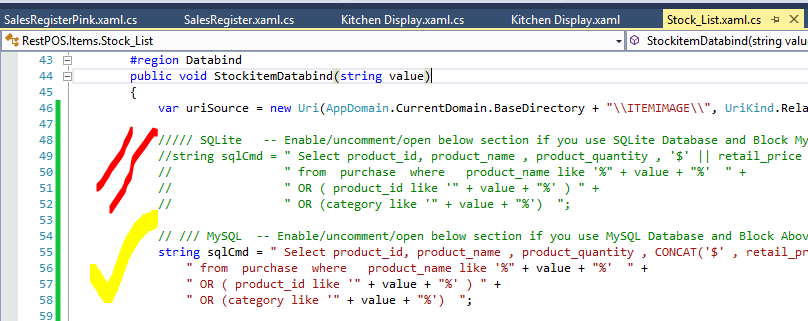 SalesRegisterPink.xaml.cs SalesRegister.xaml.cs Kitchen Display.xaml.cs Kitchen Display.xaml Stock_List.xaml.cs
RestPOS.Items.Stock_List StockitemDatabind(string valu
43 #region Databind
44 public void StockitemDatabind(string value)
45 {
46 var uriSource = new Uri(AppDomain.CurrentDomain.BaseDirectory + "\\ITEMIMAGE\\", UriKind.Rela
47
48 ///// SQLite -- Enable/uncomment/open below section if you use SQLite Database and Block My
49 //string sqlCmd = " Select product_id, product_name , product_quantity , '$' || retail_price
50 // " from purchase where product_name like '%" + value + "%' " +
51 // " OR ( product_id like '" + value + "%' ) " +
52 // " OR (category like '" + value + "%') ";
53
54 // /// MySQL -- Enable/uncomment/open below section if you use MySQL Database and Block Abov
55 string sqlCmd = " Select product_id, product_name , product_quantity , CONCAT('$' , retail_pr
56 " from purchase where product_name like '%" + value + "%' " +
57 " OR ( product_id like '" + value + "%' ) " +
58 " OR (category like '" + value + "%') ";
59